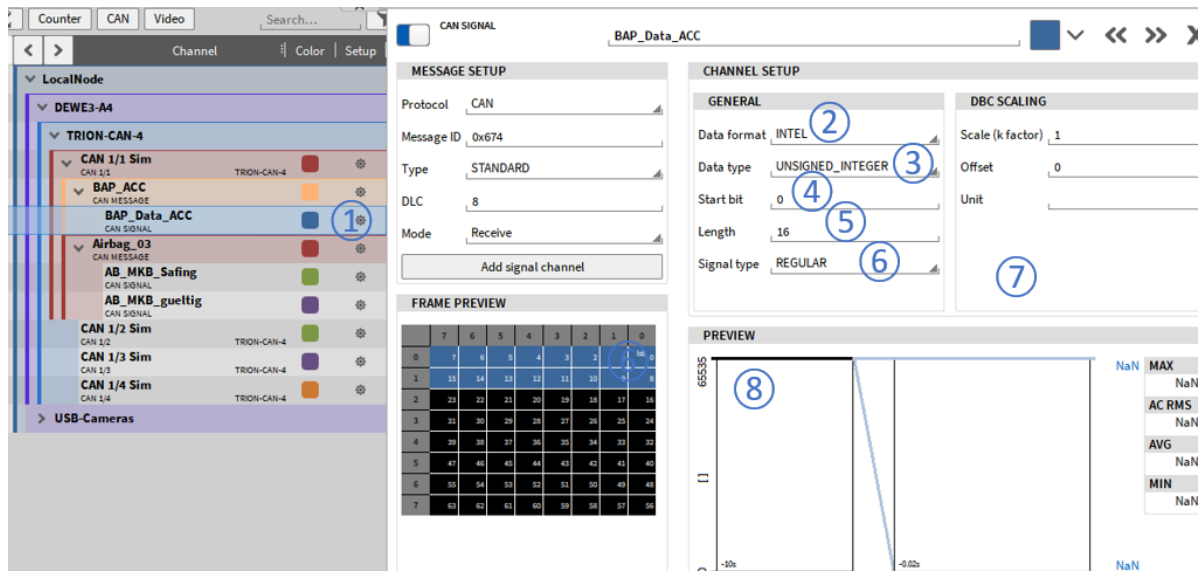 Counter CAN Video Search...
Channel Color Setup
LocalNode
DEWE3-A4
TRION-CAN-4
CAN 1/1 Sim
CAN 1/1 TRION-CAN-4
BAP_ACC
CAN MESSAGE
BAP_Data_ACC
CAN SIGNAL
1
Airbag_03
CAN MESSAGE
AB_MKB_Safing
CAN SIGNAL
AB_MKB_gueltig
CAN SIGNAL
CAN 1/2 Sim
CAN 1/2 TRION-CAN-4
CAN 1/3 Sim
CAN 1/3 TRION-CAN-4
CAN 1/4 Sim
CAN 1/4 TRION-CAN-4
USB-Cameras
CAN SIGNAL
BAP_Data_ACC
MESSAGE SETUP
Protocol CAN
Message ID 0x674
Type STANDARD
DLC 8
Mode Receive
Add signal channel
FRAME PREVIEW
7 6 5 4 3 2 1 0
0 7 6 5 4 3 2 0
1 15 14 13 12 11 10 9 8
2 23 22 21 20 19 18 17 16
3 31 30 29 28 27 26 25 24
4 39 38 37 36 35 34 33 32
5 47 46 45 44 43 42 41 40
6 55 54 53 52 51 50 49 48
7 63 62 61 60 59 58 57 56
6
CHANNEL SETUP
GENERAL
Data format INTEL 2
Data type UNSIGNED_INTEGER 3
Start bit 0 4
Length 16 5
Signal type REGULAR 6
DBC SCALING
Scale (k factor) 1
Offset 0
Unit
7
PREVIEW
65535
8
[]
-10s -0.02s
NaN
NaN
MAX
NaN
AC RMS
NaN
AVG
NaN
MIN
NaN